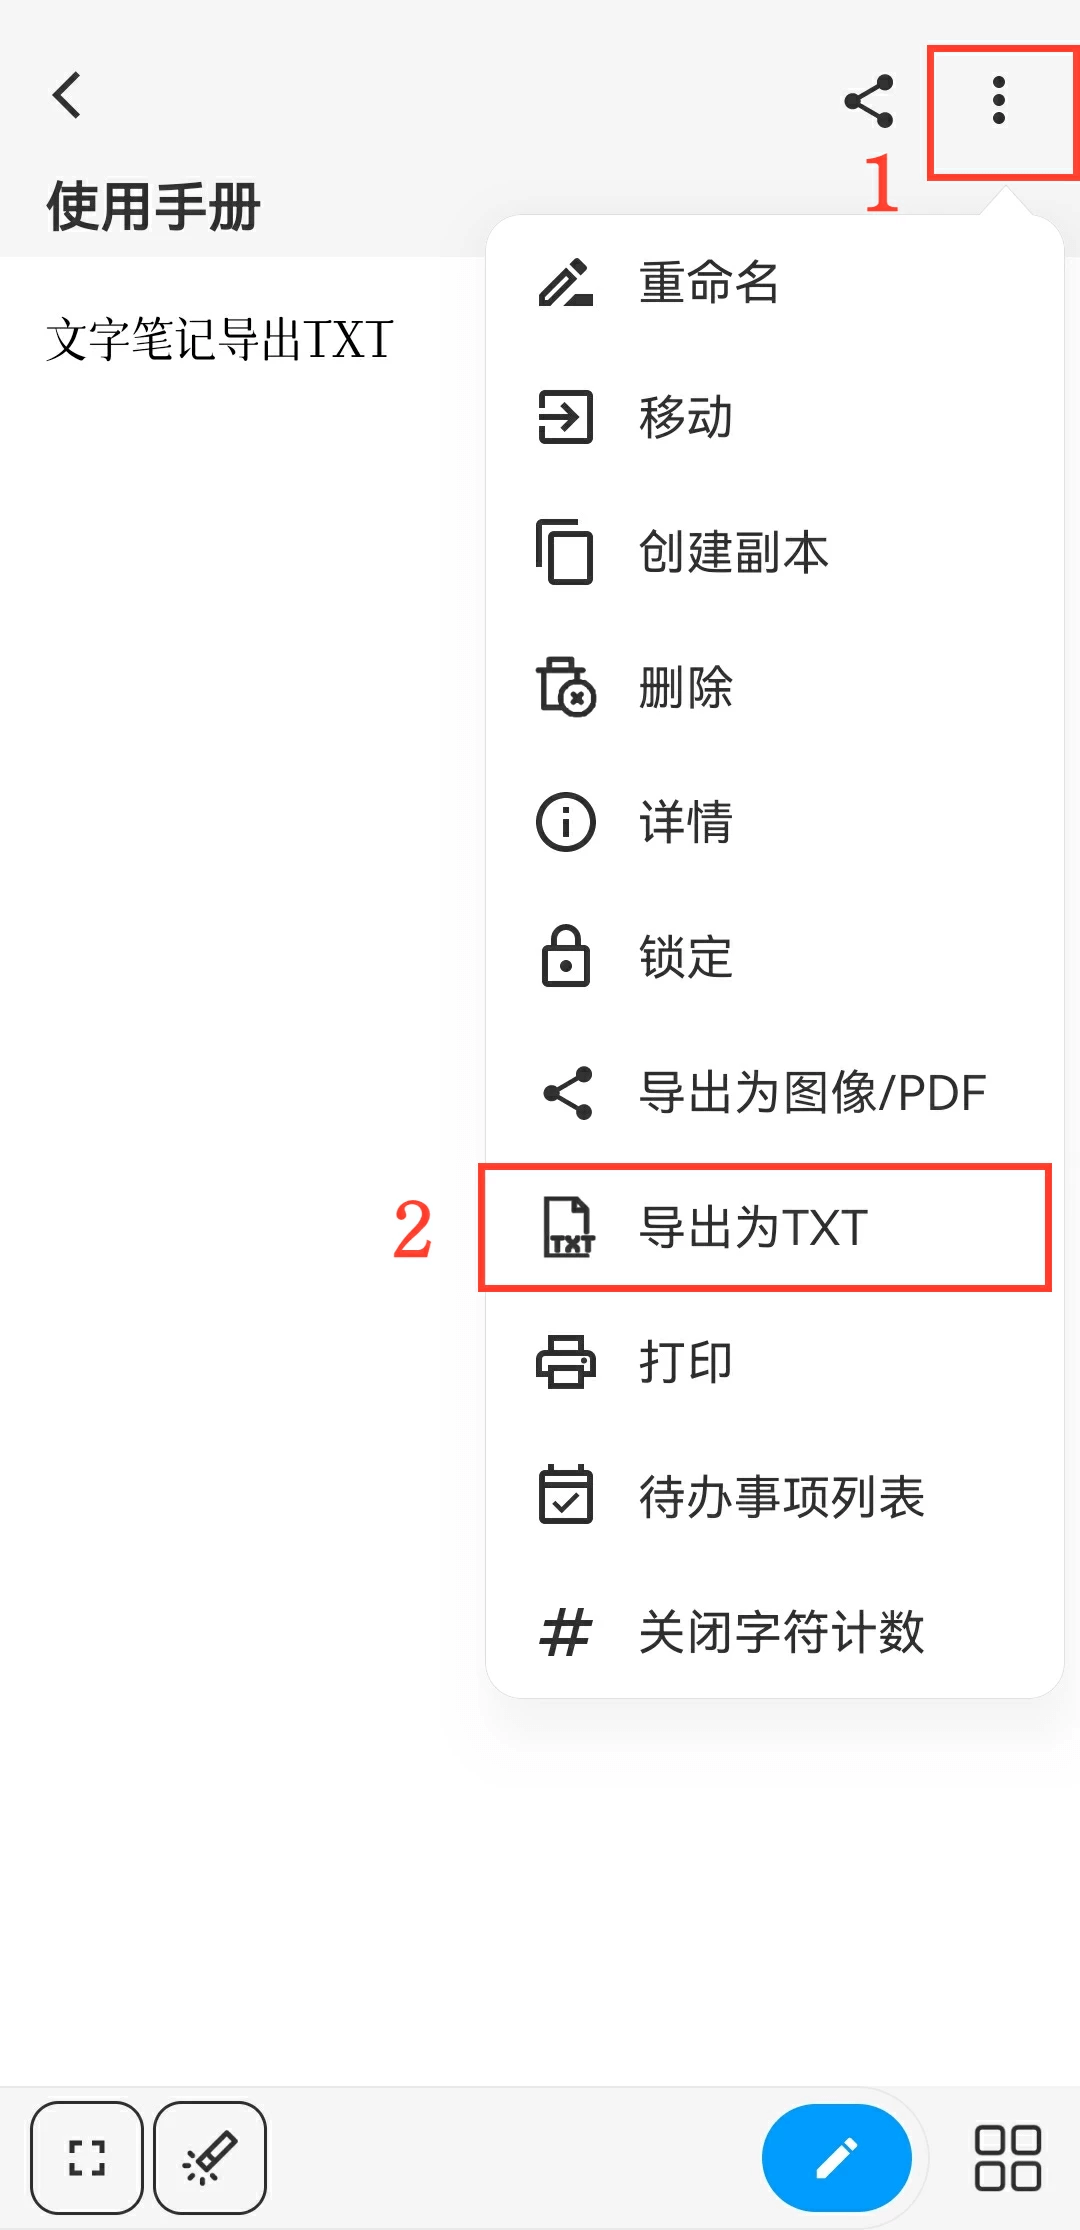 1
使用手册
文字笔记导出TXT
重命名
移动
创建副本
删除
详情
锁定
导出为图像/PDF
2
TXT
导出为TXT
打印
待办事项列表
关闭字符计数